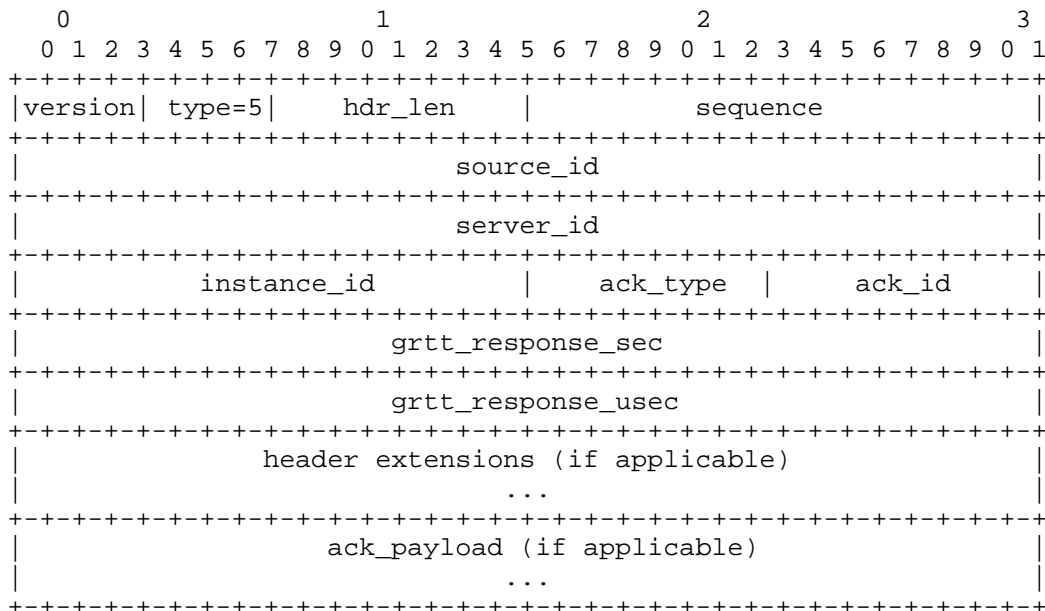 0                   1                   2                   3
    0 1 2 3 4 5 6 7 8 9 0 1 2 3 4 5 6 7 8 9 0 1 2 3 4 5 6 7 8 9 0 1
   +-+-+-+-+-+-+-+-+-+-+-+-+-+-+-+-+-+-+-+-+-+-+-+-+-+-+-+-+-+-+-+-+
   |version| type=5|    hdr_len    |          sequence             |
   +-+-+-+-+-+-+-+-+-+-+-+-+-+-+-+-+-+-+-+-+-+-+-+-+-+-+-+-+-+-+-+-+
   |                           source_id                           |
   +-+-+-+-+-+-+-+-+-+-+-+-+-+-+-+-+-+-+-+-+-+-+-+-+-+-+-+-+-+-+-+-+
   |                           server_id                           |
   +-+-+-+-+-+-+-+-+-+-+-+-+-+-+-+-+-+-+-+-+-+-+-+-+-+-+-+-+-+-+-+-+
   |           instance_id         |    ack_type  |     ack_id     |
   +-+-+-+-+-+-+-+-+-+-+-+-+-+-+-+-+-+-+-+-+-+-+-+-+-+-+-+-+-+-+-+-+
   |                       grtt_response_sec                       |
   +-+-+-+-+-+-+-+-+-+-+-+-+-+-+-+-+-+-+-+-+-+-+-+-+-+-+-+-+-+-+-+-+
   |                       grtt_response_usec                      |
   +-+-+-+-+-+-+-+-+-+-+-+-+-+-+-+-+-+-+-+-+-+-+-+-+-+-+-+-+-+-+-+-+
   |               header extensions (if applicable)               |
   |                              ...                              |
   +-+-+-+-+-+-+-+-+-+-+-+-+-+-+-+-+-+-+-+-+-+-+-+-+-+-+-+-+-+-+-+-+
   |                   ack_payload (if applicable)                 |
   |                              ...                              |
   +-+-+-+-+-+-+-+-+-+-+-+-+-+-+-+-+-+-+-+-+-+-+-+-+-+-+-+-+-+-+-+-+